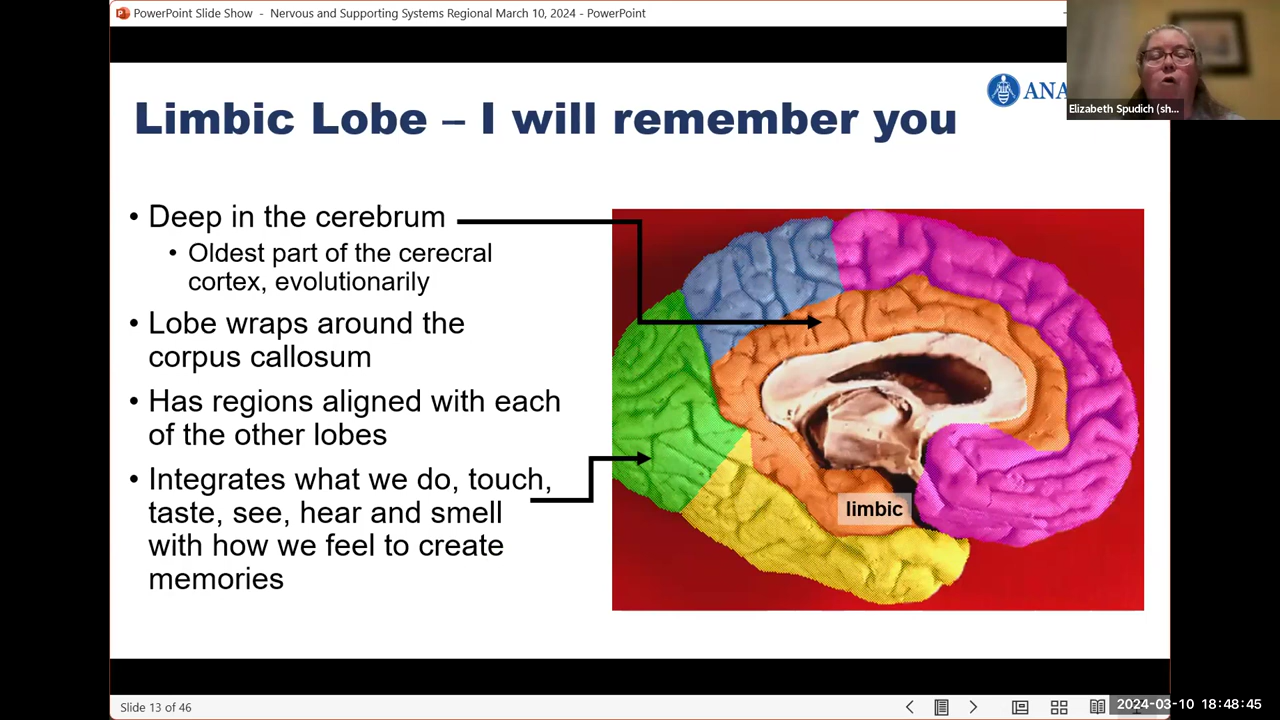 PowerPoint Slide Show - Nervous and Supporting Systems Regional March 10, 2024 - PowerPoint
Elizabeth Spudich (sh...
ANA
Limbic Lobe – I will remember you
• Deep in the cerebrum
• Oldest part of the cerecral
cortex, evolutionarily
• Lobe wraps around the
corpus callosum
• Has regions aligned with each
of the other lobes
• Integrates what we do, touch,
taste, see, hear and smell
with how we feel to create
memories
limbic
Slide 13 of 46
2024-03-10 18:48:45